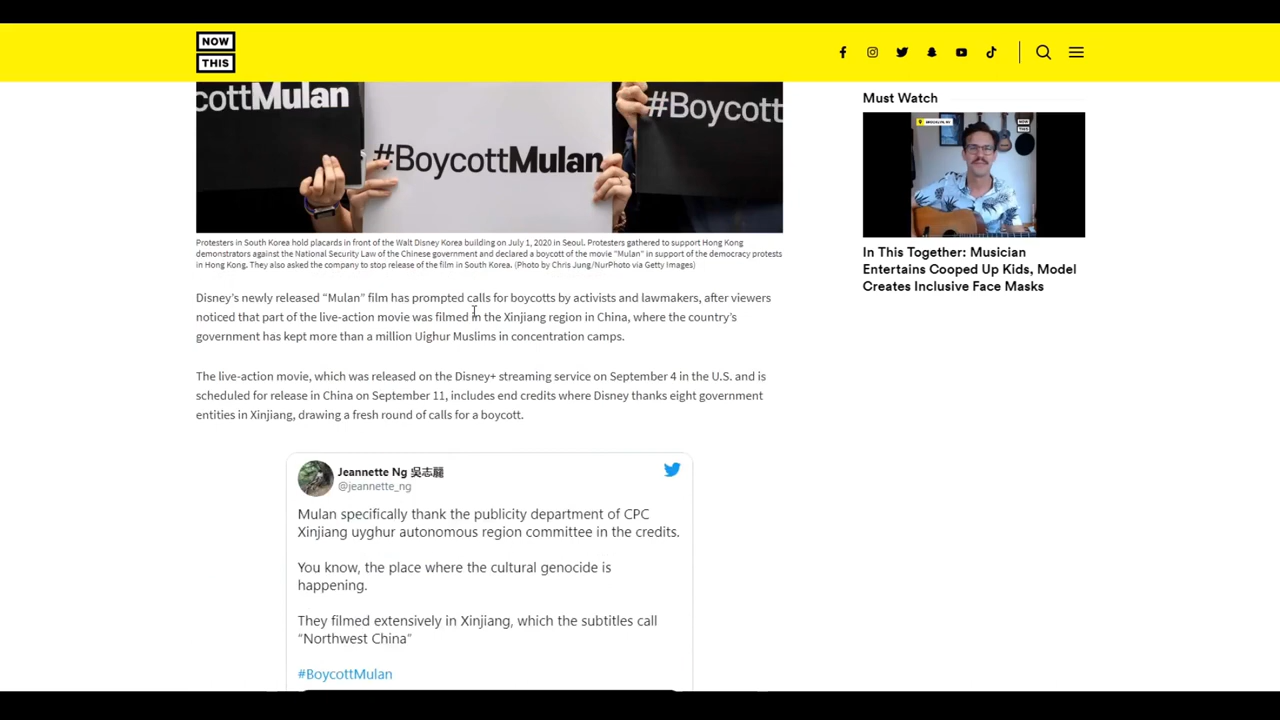 NOW
THIS
cottMulan
#BoycottMulan
#Boycott
Protesters in South Korea hold placards in front of the Walt Disney Korea building on July 1, 2020 in Seoul. Protesters gathered to support Hong Kong
demonstrators against the National Security Law of the Chinese government and declared a boycott of the movie “Mulan” in support of the democracy protests
in Hong Kong. They also asked the company to stop release of the film in South Korea. (Photo by Chris Jung/NurPhoto via Getty Images)
Disney’s newly released “Mulan” film has prompted calls for boycotts by activists and lawmakers, after viewers
noticed that part of the live-action movie was filmed in the Xinjiang region in China, where the country’s
government has kept more than a million Uighur Muslims in concentration camps.
The live-action movie, which was released on the Disney+ streaming service on September 4 in the U.S. and is
scheduled for release in China on September 11, includes end credits where Disney thanks eight government
entities in Xinjiang, drawing a fresh round of calls for a boycott.
Jeannette Ng 吳志麗
@jeannette_ng
Mulan specifically thank the publicity department of CPC
Xinjiang uyghur autonomous region committee in the credits.
You know, the place where the cultural genocide is
happening.
They filmed extensively in Xinjiang, which the subtitles call
“Northwest China”
#BoycottMulan
Must Watch
NOW
THIS
In This Together: Musician
Entertains Cooped Up Kids, Model
Creates Inclusive Face Masks